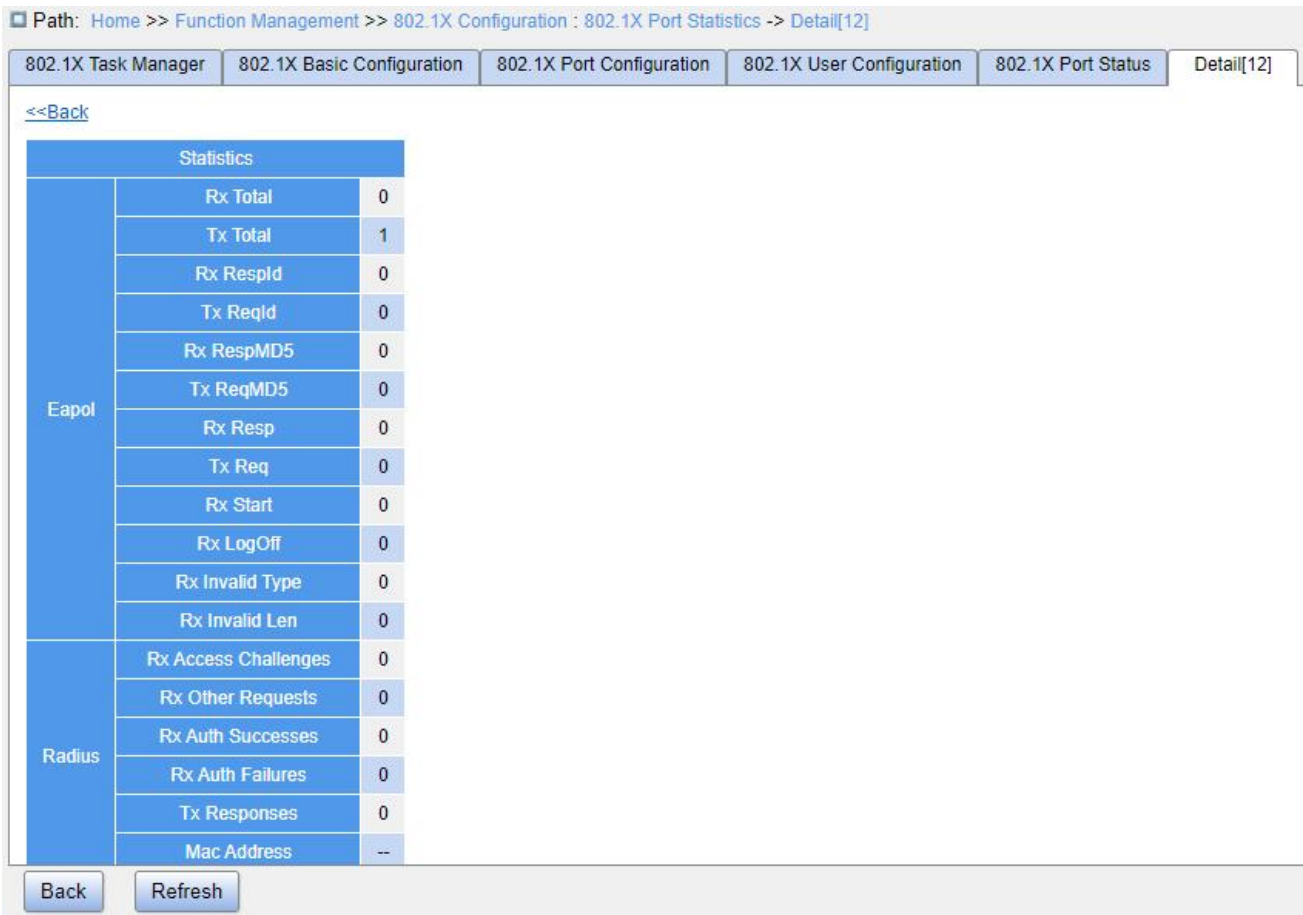 Path: Home >> Function Management >> 802.1X Configuration : 802.1X Port Statistics -> Detail[12]
802.1X Task Manager 802.1X Basic Configuration 802.1X Port Configuration 802.1X User Configuration 802.1X Port Status Detail[12]
<<Back
Statistics
Eapol
Rx Total 0
Tx Total 1
Rx RespId 0
Tx ReqId 0
Rx RespMD5 0
Tx ReqMD5 0
Rx Resp 0
Tx Req 0
Rx Start 0
Rx LogOff 0
Rx Invalid Type 0
Rx Invalid Len 0
Radius
Rx Access Challenges 0
Rx Other Requests 0
Rx Auth Successes 0
Rx Auth Failures 0
Tx Responses 0
Mac Address --
Back Refresh